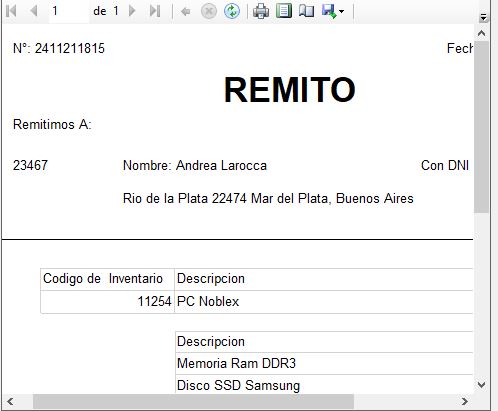 1 de 1
N°: 2411211815 Fech
REMITO
Remitimos A:
23467 Nombre: Andrea Larocca Con DNI
Rio de la Plata 22474 Mar del Plata, Buenos Aires
Codigo de Inventario Descripcion
11254 PC Noblex
Descripcion
Memoria Ram DDR3
Disco SSD Samsung